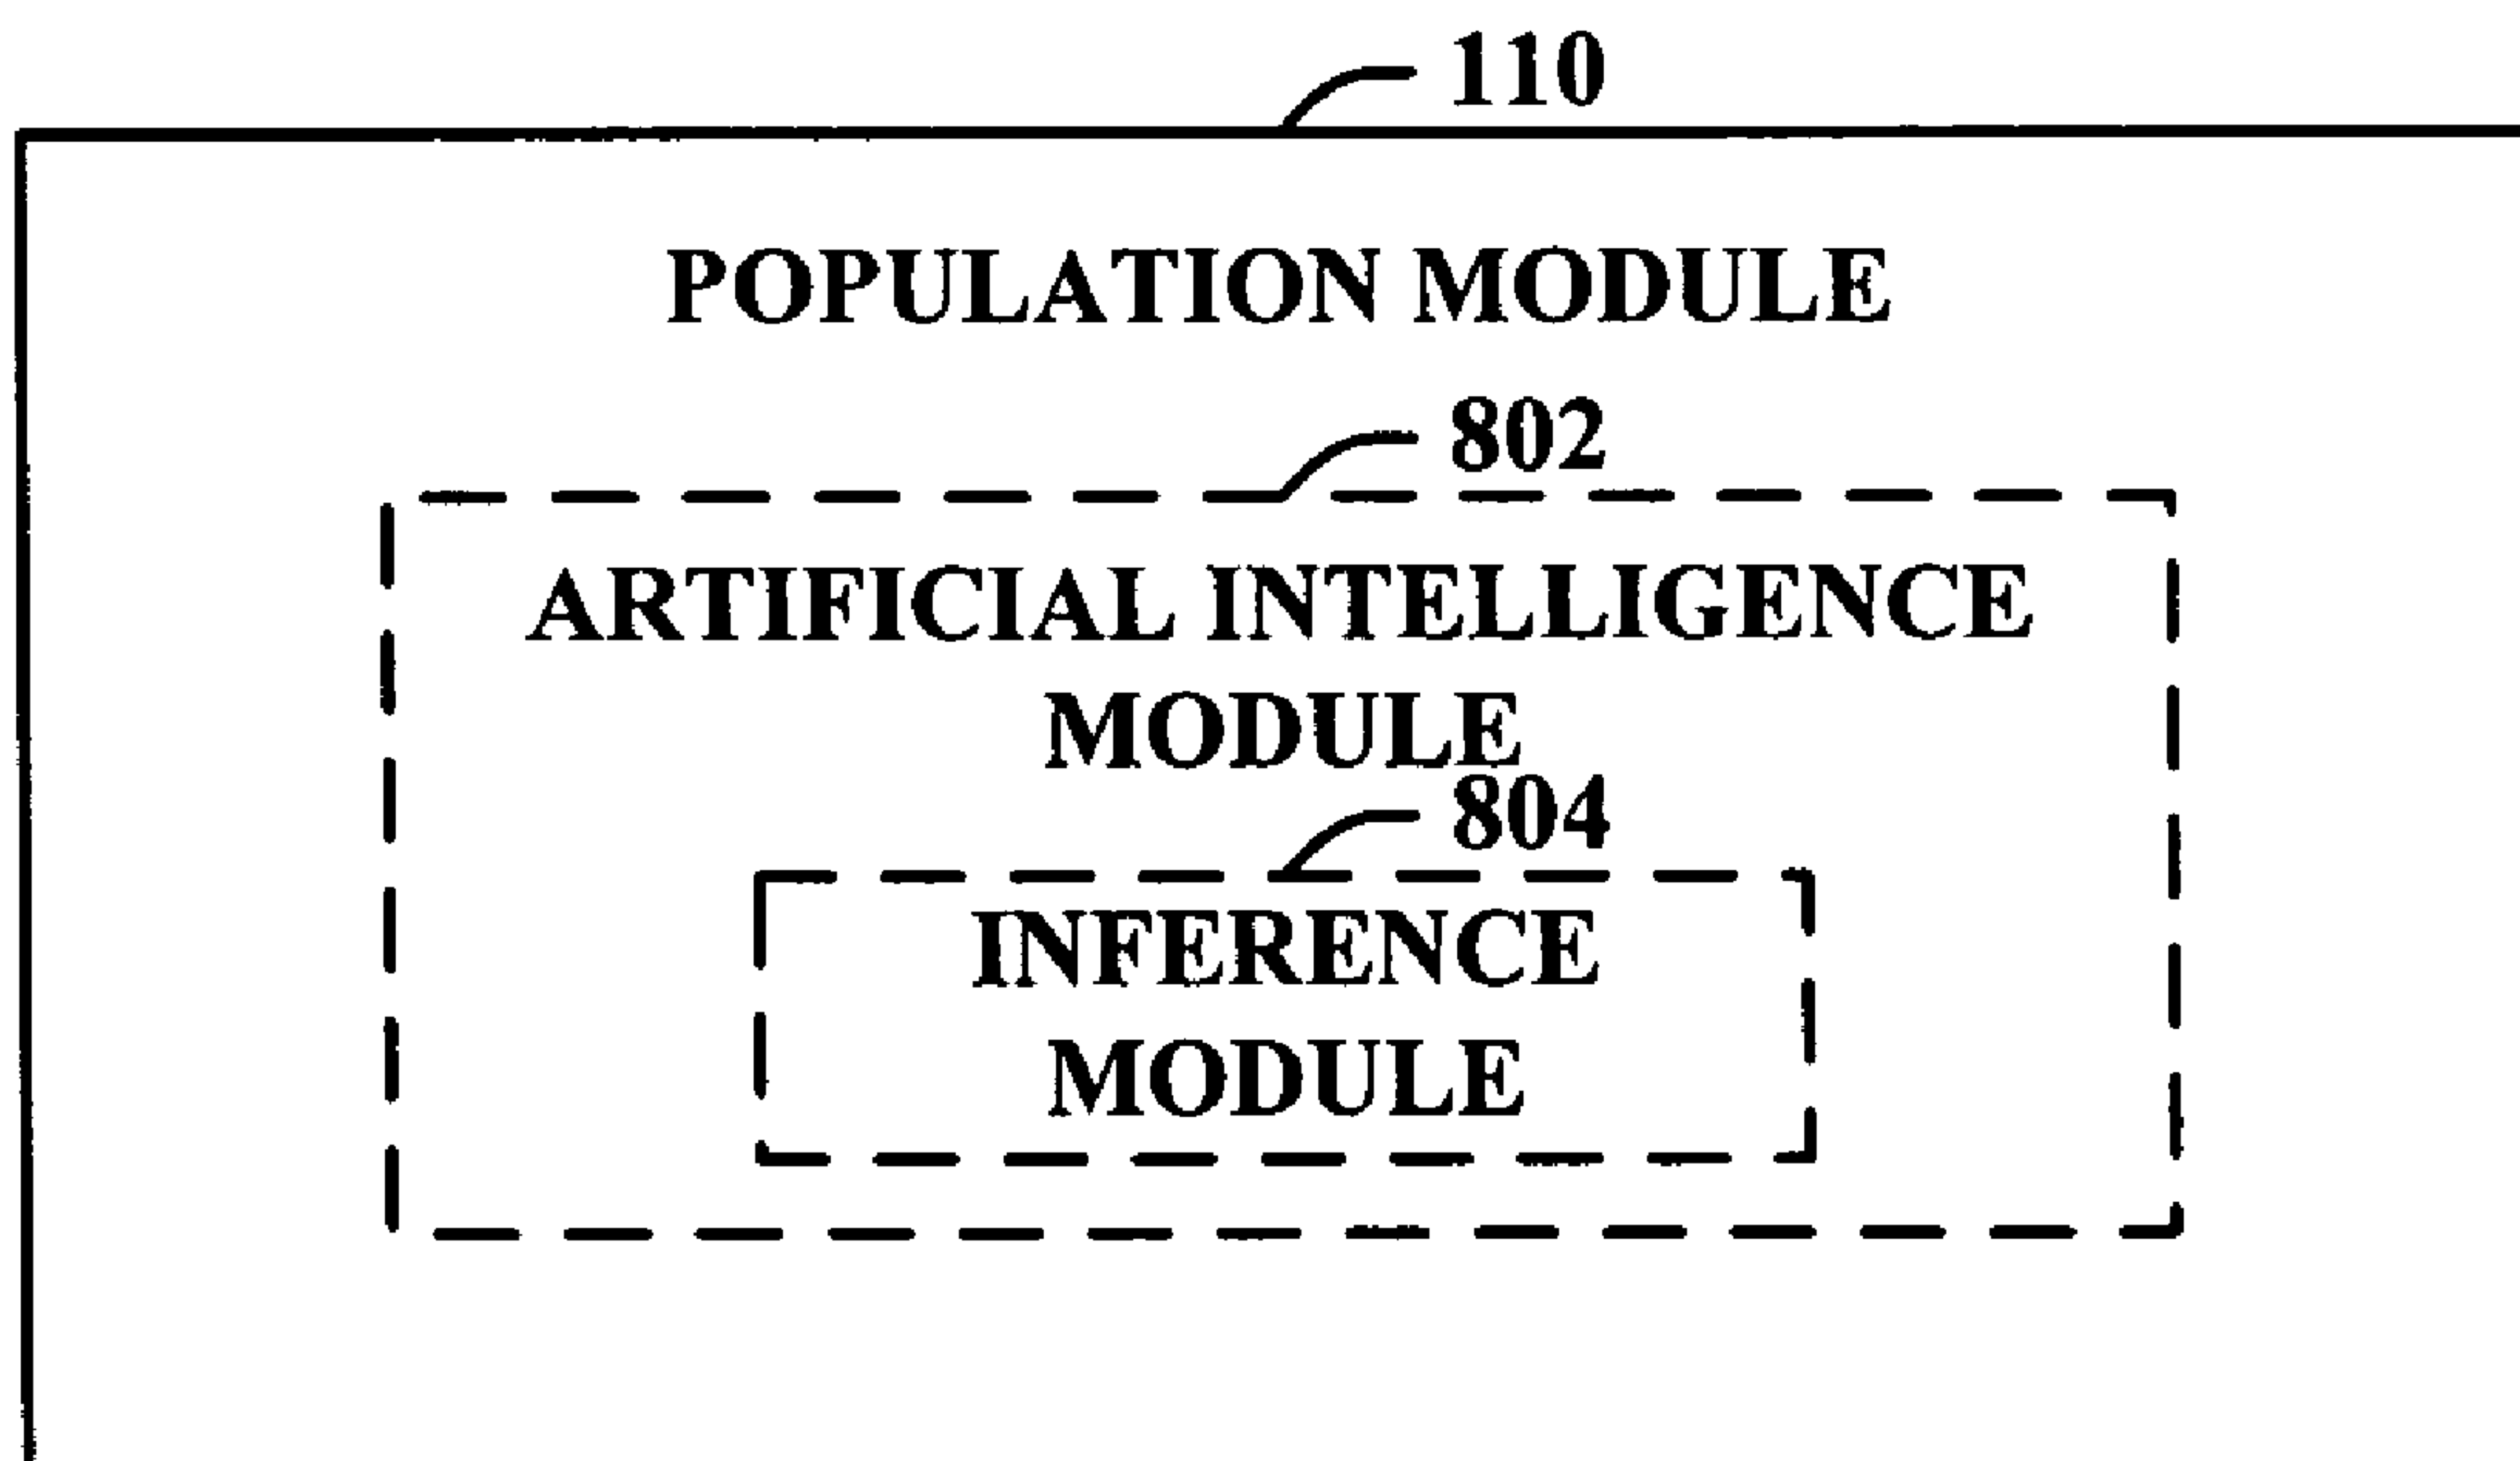 110
POPULATION MODULE
802
ARTIFICIAL INTELLIGENCE
MODULE
804
INFERENCE
MODULE